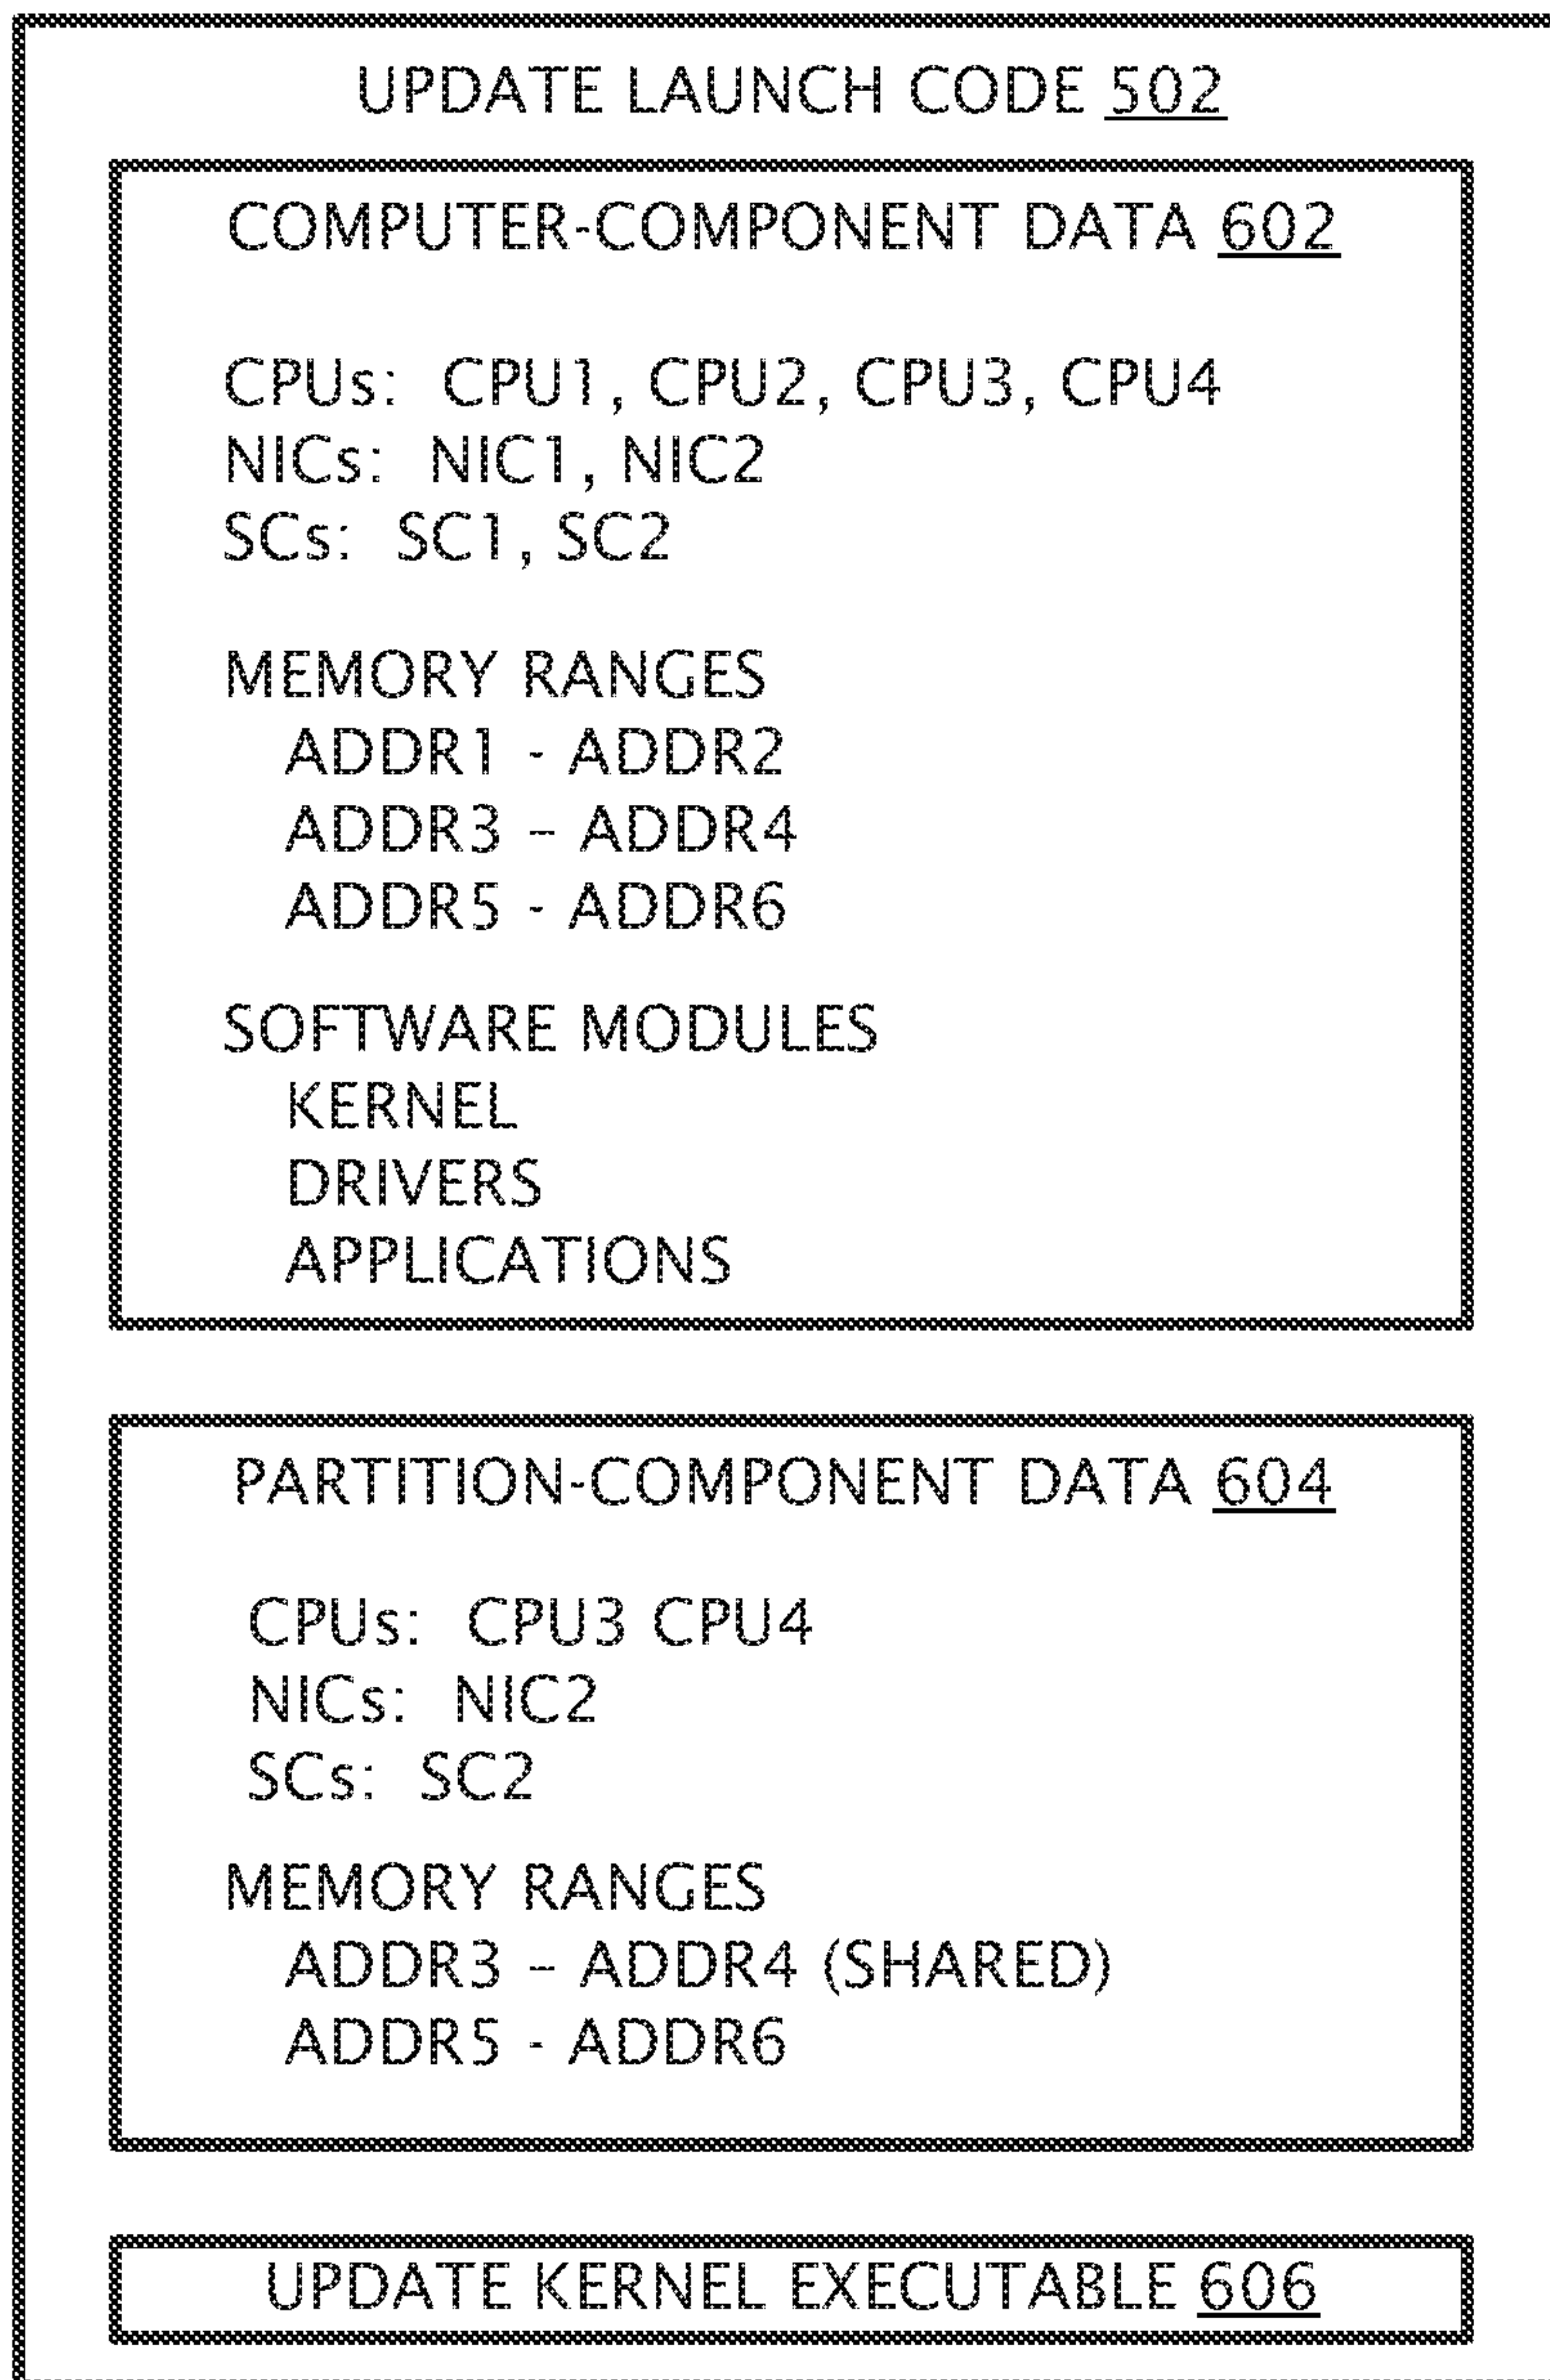 UPDATE LAUNCH CODE 502
COMPUTER-COMPONENT DATA 602
CPUs: CPU1, CPU2, CPU3, CPU4
NICs: NIC1, NIC2
SCs: SC1, SC2
MEMORY RANGES
ADDR1 - ADDR2
ADDR3 – ADDR4
ADDR5 - ADDR6
SOFTWARE MODULES
KERNEL
DRIVERS
APPLICATIONS
PARTITION-COMPONENT DATA 604
CPUs: CPU3 CPU4
NICs: NIC2
SCs: SC2
MEMORY RANGES
ADDR3 – ADDR4 (SHARED)
ADDR5 - ADDR6
UPDATE KERNEL EXECUTABLE 606